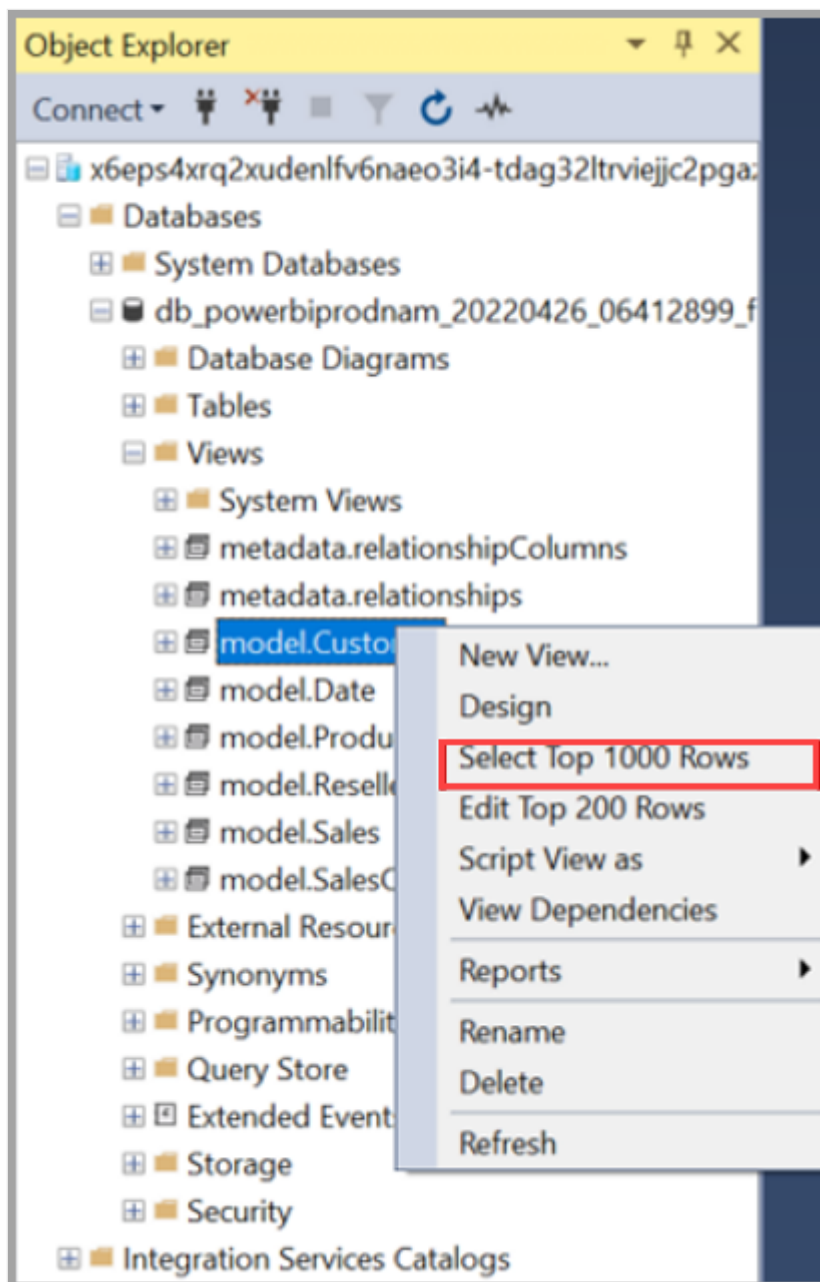 Object Explorer
Connect
x6eps4xrq2xudenlfv6naeo3i4-tdag32ltrviejjc2pgaz
Databases
System Databases
db_powerbiprodnam_20220426_06412899_f
Database Diagrams
Tables
Views
System Views
metadata.relationshipColumns
metadata.relationships
model.Custo
model.Date
model.Produ
model.Reselle
model.Sales
model.SalesO
External Resour
Synonyms
Programmabilit
Query Store
Extended Event
Storage
Security
Integration Services Catalogs
New View...
Design
Select Top 1000 Rows
Edit Top 200 Rows
Script View as
View Dependencies
Reports
Rename
Delete
Refresh